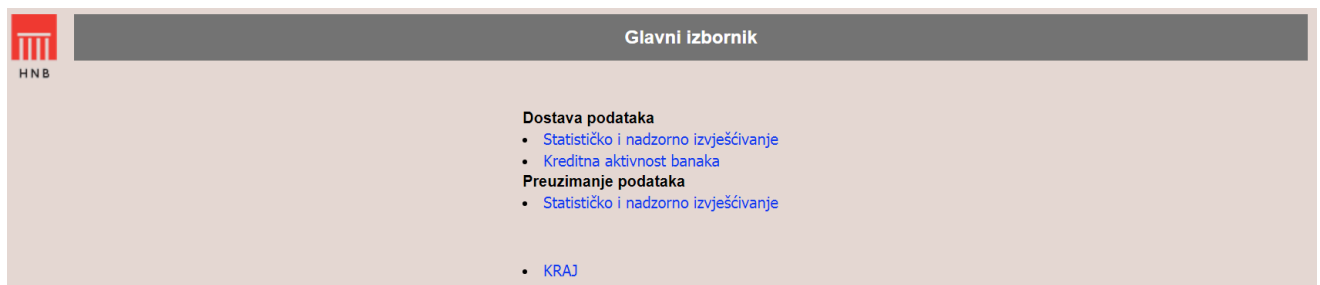 Glavni izbornik
HNB
Dostava podataka
• Statističko i nadzorno izvješćivanje
• Kreditna aktivnost banaka
Preuzimanje podataka
• Statističko i nadzorno izvješćivanje
• KRAJ